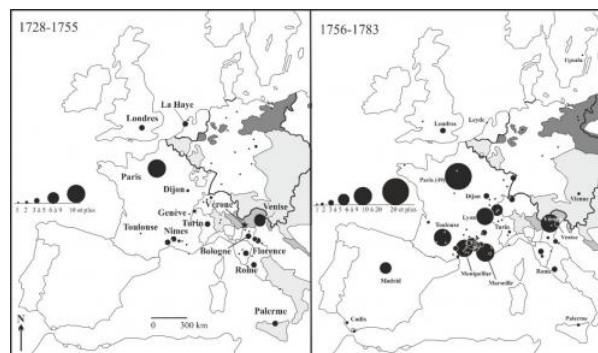 1728-1755
La Haye
Londres
Paris
Dijon
Genève
Vérone
Venise
Turin
Toulouse
Nîmes
Bologne
Florence
Rome
Palerme
1 2 3 à 5 6 à 9 10 et plus
N
0 300 km
1756-1783
Upsala
Londres
Leyde
Paris (49)
Dijon
Vienne
Lyon
Turin
Toulouse
Venise
Montpellier
Marseille
Rome
Madrid
Cadix
Palerme
1 2 3 à 5 6 à 9 10 à 20 20 et plus